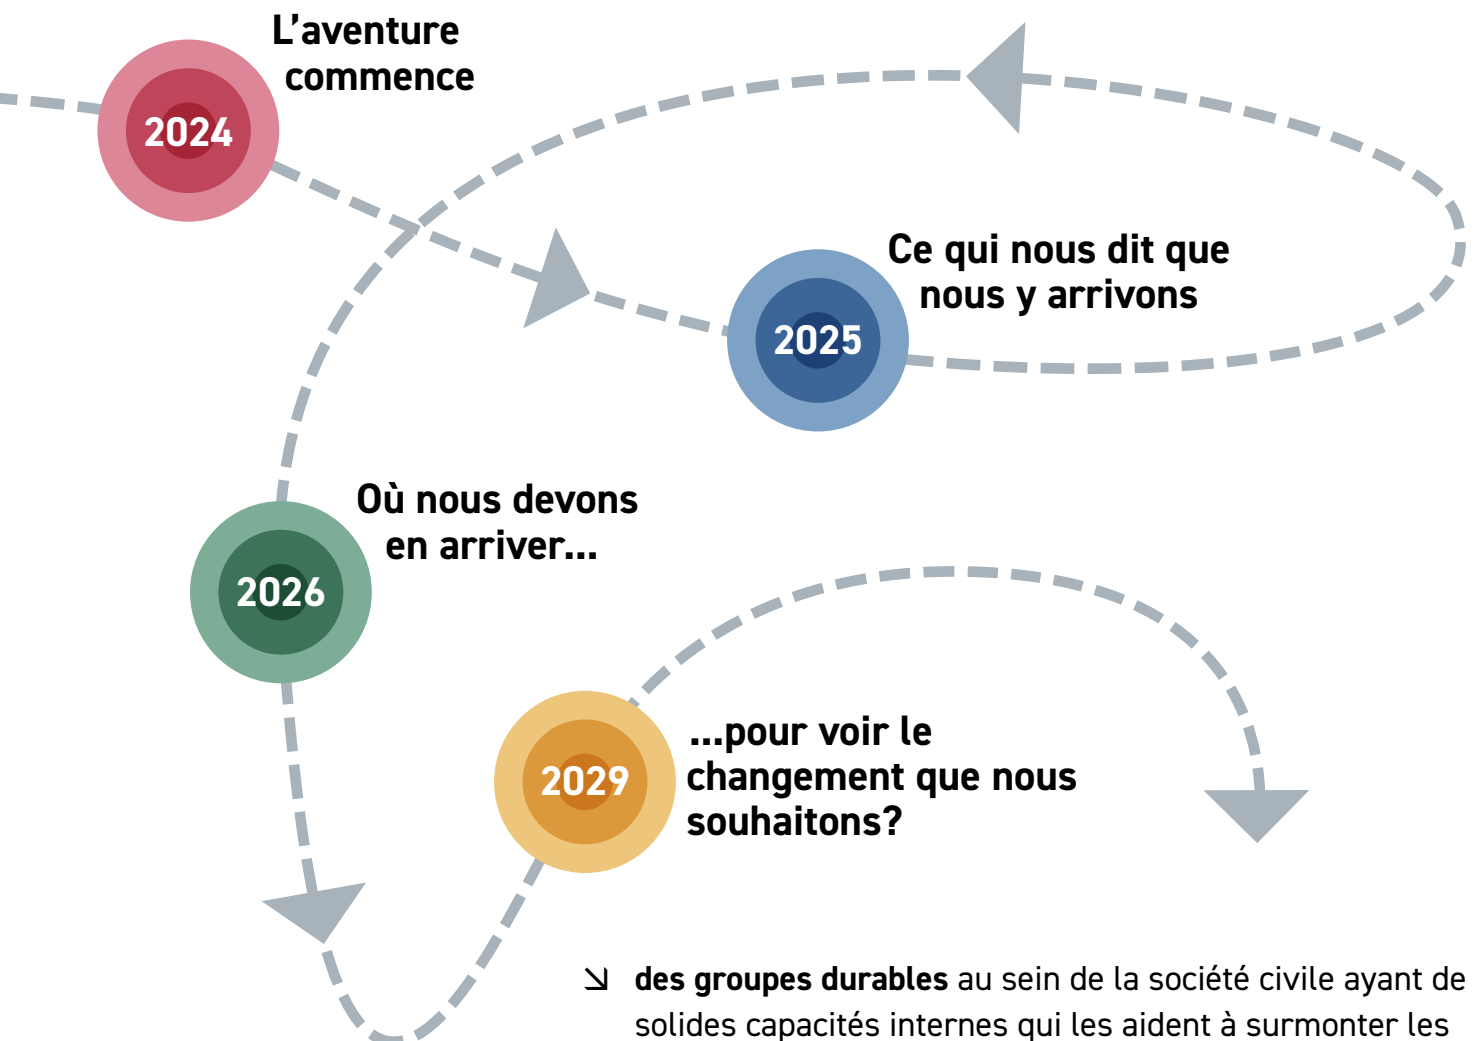 L’aventure
commence
2024
Ce qui nous dit que
nous y arrivons
2025
Où nous devons
en arriver...
2026
...pour voir le
changement que nous
souhaitons?
2029
↘ des groupes durables au sein de la société civile ayant de
solides capacités internes qui les aident à surmonter les